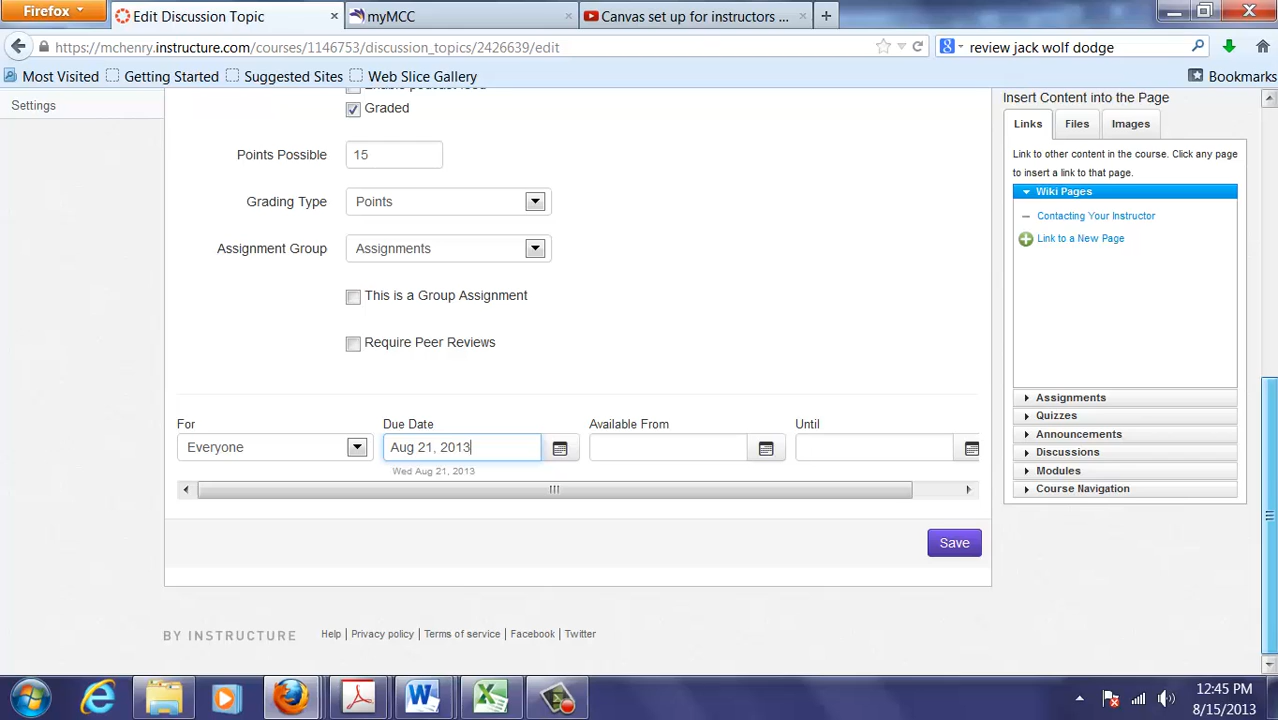 Firefox
Edit Discussion Topic
myMCC
Canvas set up for instructors ...
https://mchenry.instructure.com/courses/1146753/discussion_topics/2426639/edit
review jack wolf dodge
Most Visited
Getting Started
Suggested Sites
Web Slice Gallery
Bookmarks
Settings
Enable podcast feed
Graded
Points Possible
15
Grading Type
Points
Assignment Group
Assignments
This is a Group Assignment
Require Peer Reviews
For
Due Date
Available From
Until
Everyone
Aug 21, 2013
Wed Aug 21, 2013
Save
Insert Content into the Page
Links
Files
Images
Link to other content in the course. Click any page
to insert a link to that page.
Wiki Pages
Contacting Your Instructor
Link to a New Page
Assignments
Quizzes
Announcements
Discussions
Modules
Course Navigation
BY INSTRUCTURE
Help | Privacy policy | Terms of service | Facebook | Twitter
12:45 PM
8/15/2013